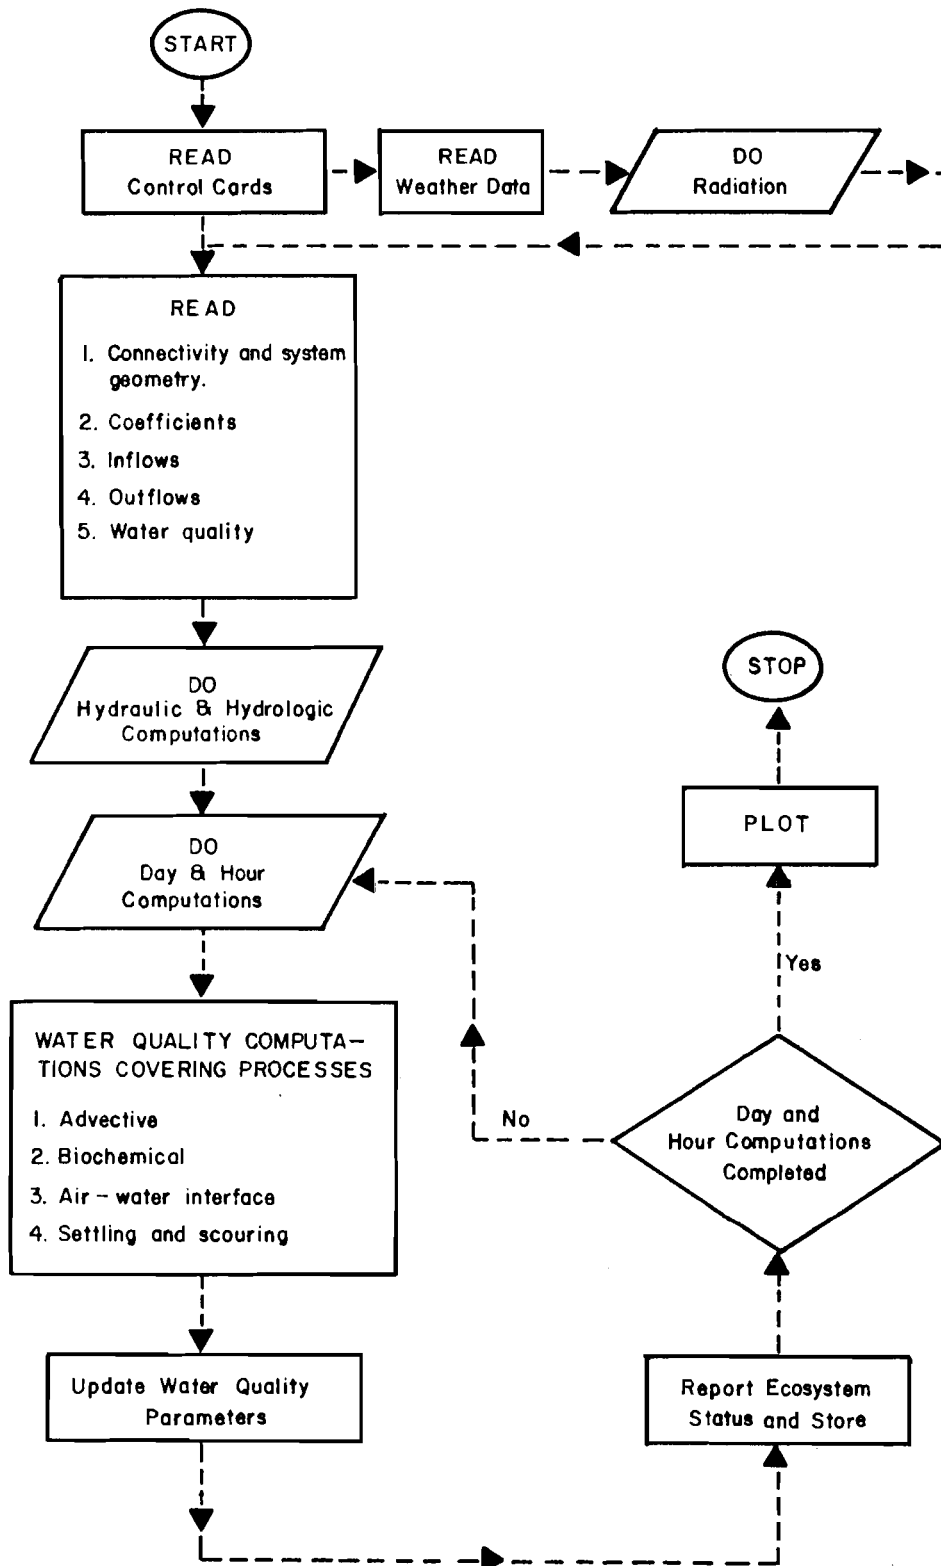 START
READ
Control Cards
READ
Weather Data
DO
Radiation
READ
1. Connectivity and system
geometry.
2. Coefficients
3. Inflows
4. Outflows
5. Water quality
DO
Hydraulic & Hydrologic
Computations
DO
Day & Hour
Computations
WATER QUALITY COMPUTA-
TIONS COVERING PROCESSES
1. Advective
2. Biochemical
3. Air-water interface
4. Settling and scouring
Update Water Quality
Parameters
Report Ecosystem
Status and Store
Day and
Hour Computations
Completed
No
Yes
PLOT
STOP